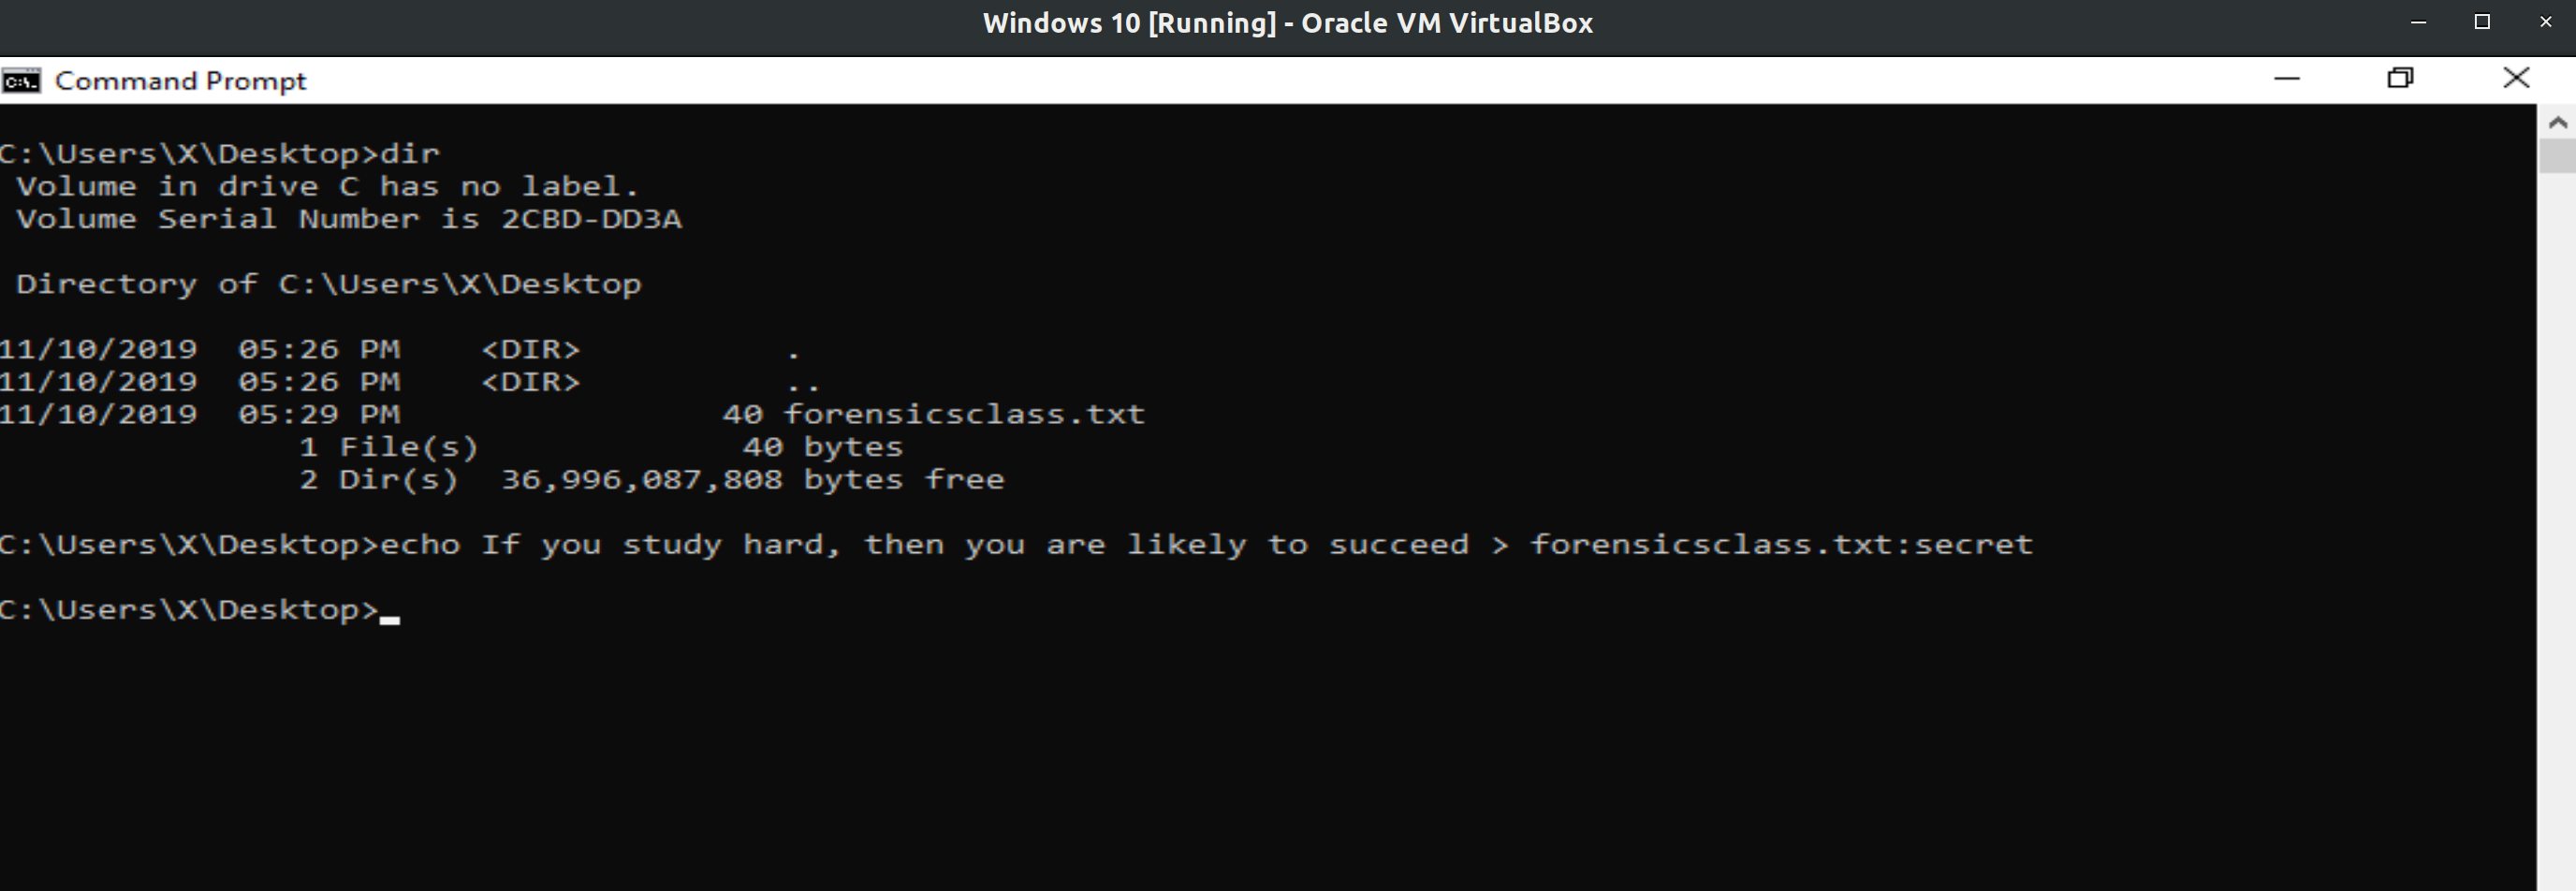 Windows 10 [Running] - Oracle VM VirtualBox
Command Prompt
C:\Users\X\Desktop>dir
 Volume in drive C has no label.
 Volume Serial Number is 2CBD-DD3A
 Directory of C:\Users\X\Desktop
11/10/2019  05:26 PM    <DIR>          .
11/10/2019  05:26 PM    <DIR>          ..
11/10/2019  05:29 PM                40 forensicsclass.txt
               1 File(s)             40 bytes
               2 Dir(s)  36,996,087,808 bytes free
C:\Users\X\Desktop>echo If you study hard, then you are likely to succeed > forensicsclass.txt:secret
C:\Users\X\Desktop>